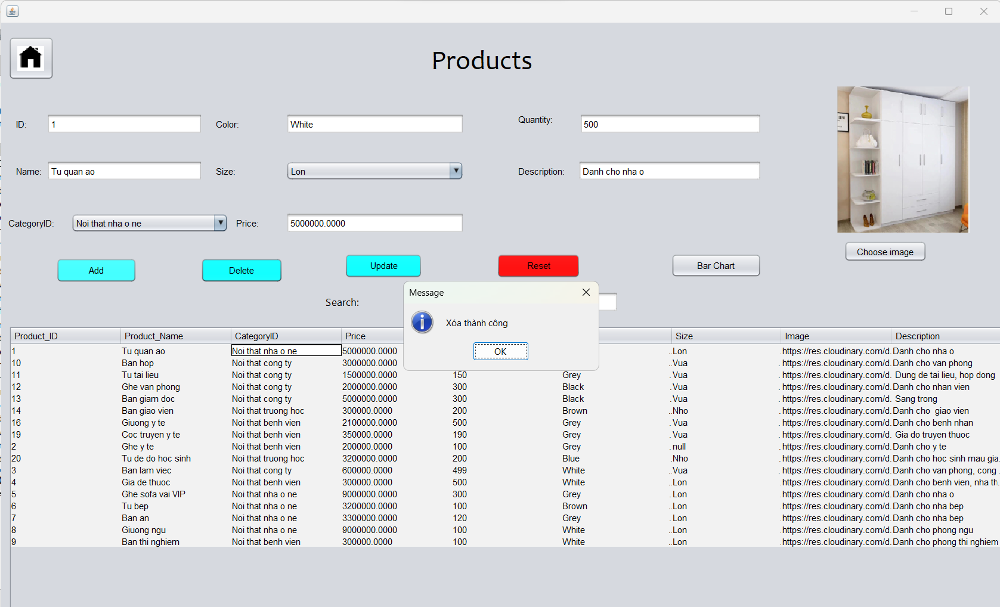 Products
ID: 1 Color: White Quantity: 500
Name: Tu quan ao Size: Lon Description: Danh cho nha o
CategoryID: Noi that nha o ne Price: 5000000.0000
Choose image
Add Delete Update Reset Bar Chart
Search:
Message
Xóa thành công
OK
Product_ID Product_Name CategoryID Price Size Image Description
1 Tu quan ao Noi that nha o ne 5000000.0000 ..Lon .https://res.cloudinary.com/d..Danh cho nha o
10 Ban hop Noi that cong ty 3000000.0000 ..Vua .https://res.cloudinary.com/d..Danh cho van phong
11 Tu tai lieu Noi that cong ty 1500000.0000 150 Grey .Vua .https://res.cloudinary.com/d.. Dung de tai lieu, hop dong
12 Ghe van phong Noi that cong ty 2000000.0000 300 Black .Vua .https://res.cloudinary.com/d..Danh cho nhan vien
13 Ban giam doc Noi that cong ty 5000000.0000 300 Black .Vua .https://res.cloudinary.com/d.. Sang trong
14 Ban giao vien Noi that truong hoc 300000.0000 200 Brown ..Nho .https://res.cloudinary.com/d..Danh cho giao vien
16 Giuong y te Noi that benh vien 2100000.0000 500 Grey .Vua .https://res.cloudinary.com/d..Danh cho benh nhan
19 Coc truyen y te Noi that benh vien 350000.0000 190 Grey .Vua .https://res.cloudinary.com/d.. Gia do truyen thuoc
2 Ghe y te Noi that benh vien 200000.0000 100 Grey .null .https://res.cloudinary.com/d..Danh cho y te
20 Tu de do hoc sinh Noi that truong hoc 3200000.0000 200 Blue .Nho .https://res.cloudinary.com/d..Danh cho hoc sinh mau gia..
3 Ban lam viec Noi that cong ty 600000.0000 499 White ..Vua .https://res.cloudinary.com/d..Danh cho van phong, cong ..
4 Gia de thuoc Noi that benh vien 300000.0000 500 White ..Lon .https://res.cloudinary.com/d..Danh cho benh vien, nha th..
5 Ghe sofa vai VIP Noi that nha o ne 9000000.0000 300 Grey .Lon .https://res.cloudinary.com/d..Danh cho nha o
6 Tu bep Noi that nha o ne 3200000.0000 100 Brown ..Lon .https://res.cloudinary.com/d..Danh cho nha bep
7 Ban an Noi that nha o ne 3300000.0000 120 Grey .Lon .https://res.cloudinary.com/d..Danh cho nha bep
8 Giuong ngu Noi that nha o ne 9000000.0000 100 White ..Lon .https://res.cloudinary.com/d..Danh cho phong ngu
9 Ban thi nghiem Noi that benh vien 300000.0000 100 White ..Lon .https://res.cloudinary.com/d..Danh cho phong thi nghiem